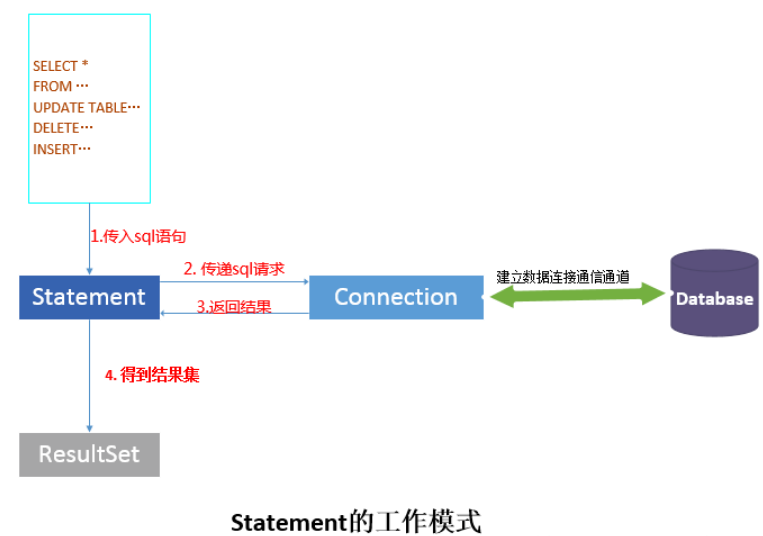 SELECT *
FROM …
UPDATE TABLE…
DELETE…
INSERT…
1.传入sql语句
Statement
2. 传递sql请求
3.返回结果
Connection
建立数据连接通信通道
Database
4. 得到结果集
ResultSet
Statement的工作模式